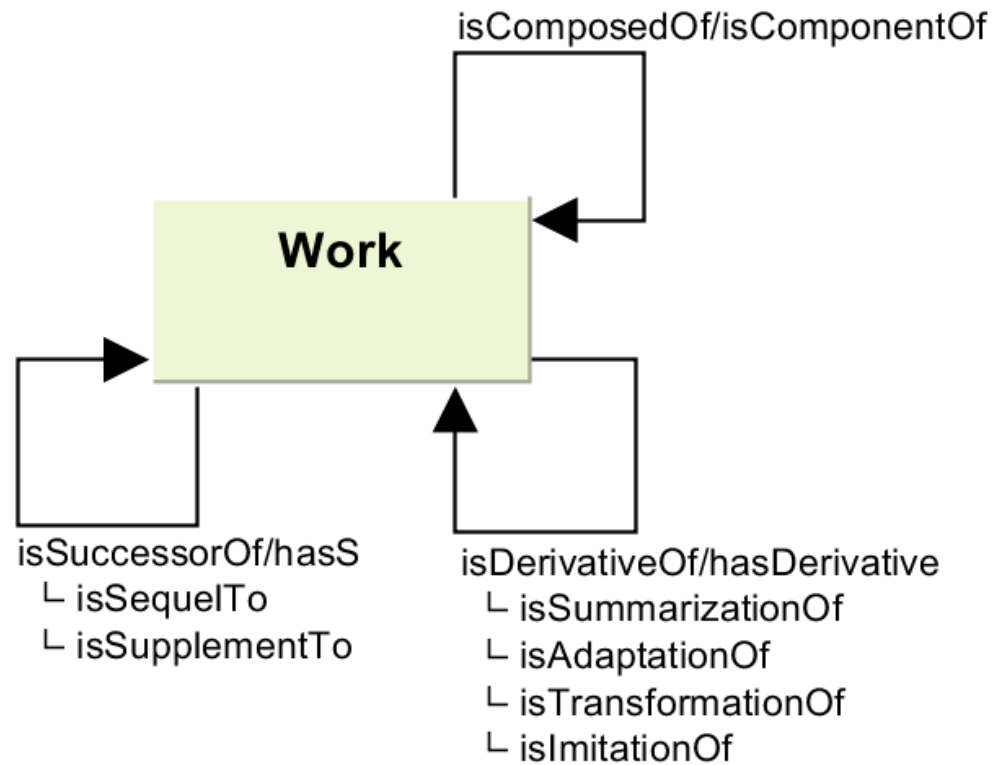 isComposedOf/isComponentOf
Work
isSuccessorOf/hasS
isSequelTo
isSupplementTo
isDerivativeOf/hasDerivative
isSummarizationOf
isAdaptationOf
isTransformationOf
isImitationOf